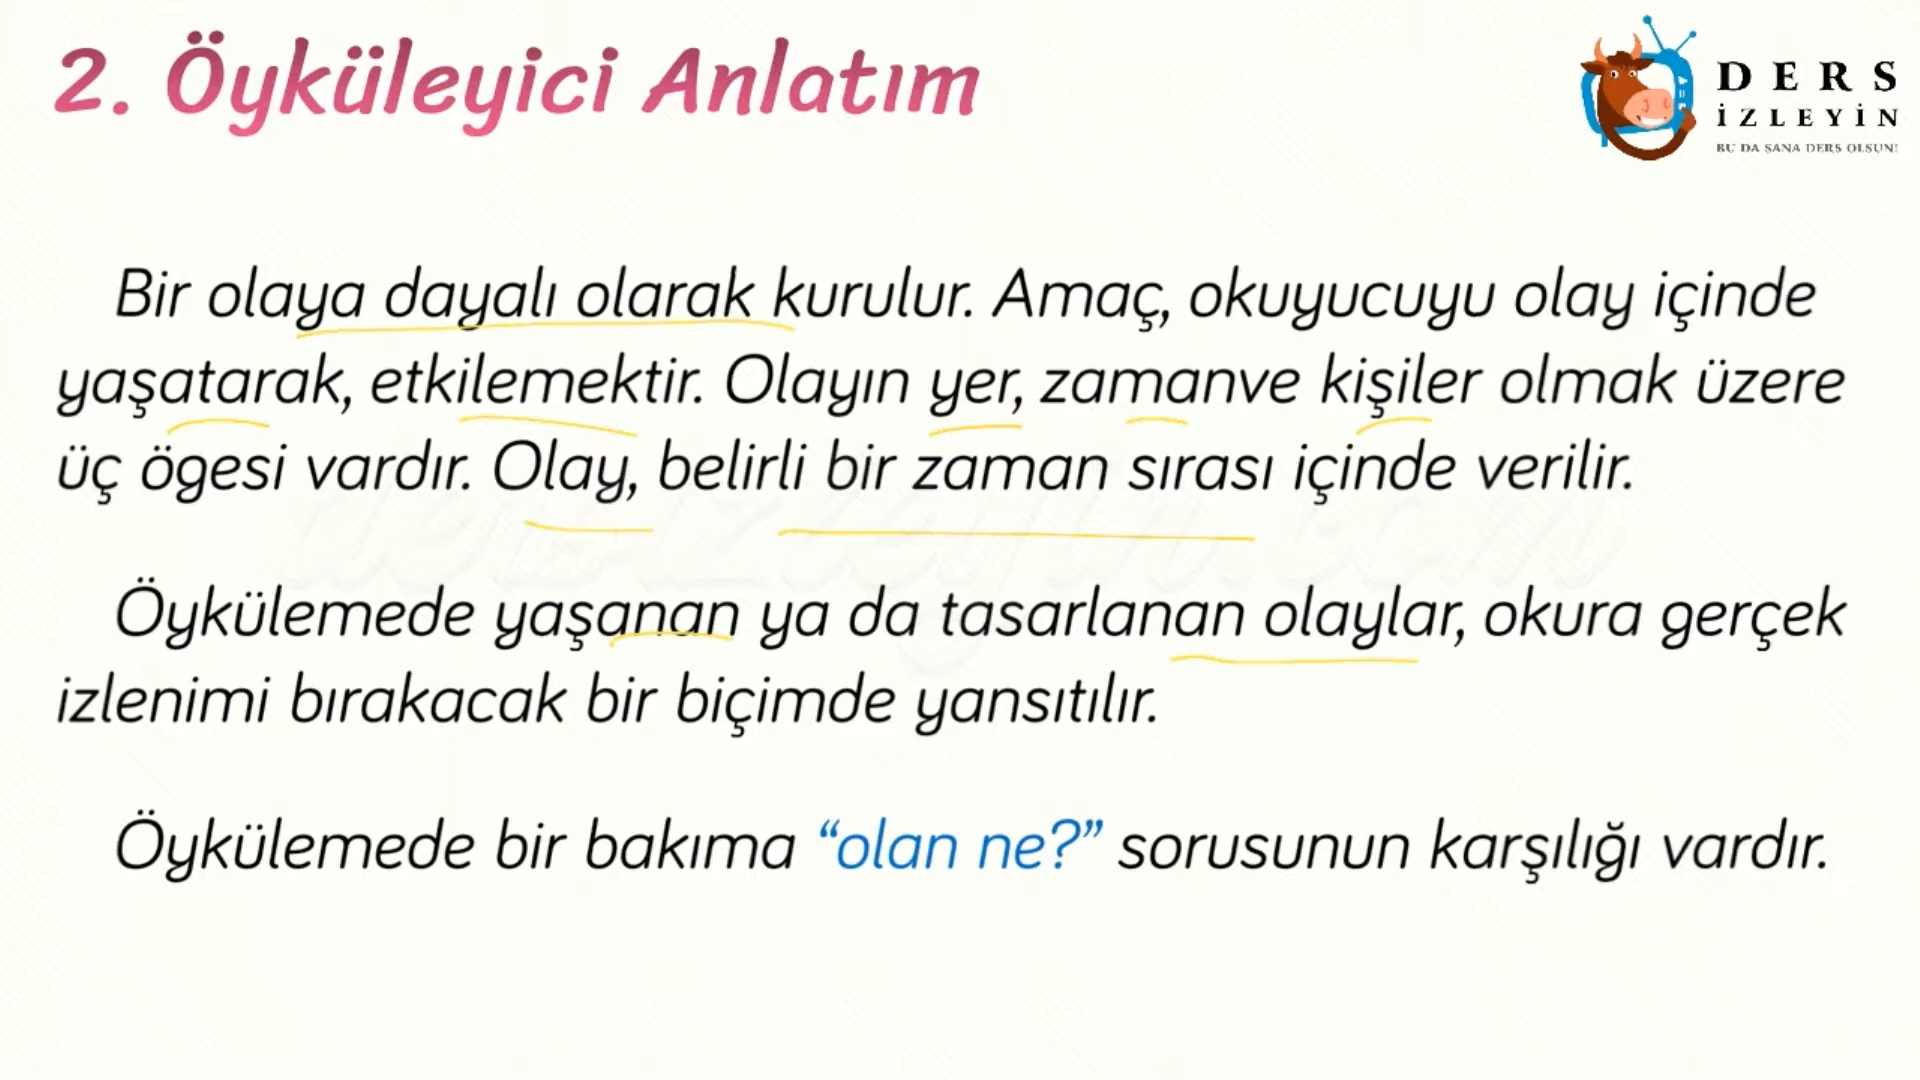 2. Öyküleyici Anlatım
DERS
İZLEYİN
BU DA SANA DERS OLSUN!
Bir olaya dayalı olarak kurulur. Amaç, okuyucuyu olay içinde
yaşatarak, etkilemektir. Olayın yer, zamanve kişiler olmak üzere
üç ögesi vardır. Olay, belirli bir zaman sırası içinde verilir.
Öykülemede yaşanan ya da tasarlanan olaylar, okura gerçek
izlenimi bırakacak bir biçimde yansıtılır.
Öykülemede bir bakıma “olan ne?” sorusunun karşılığı vardır.